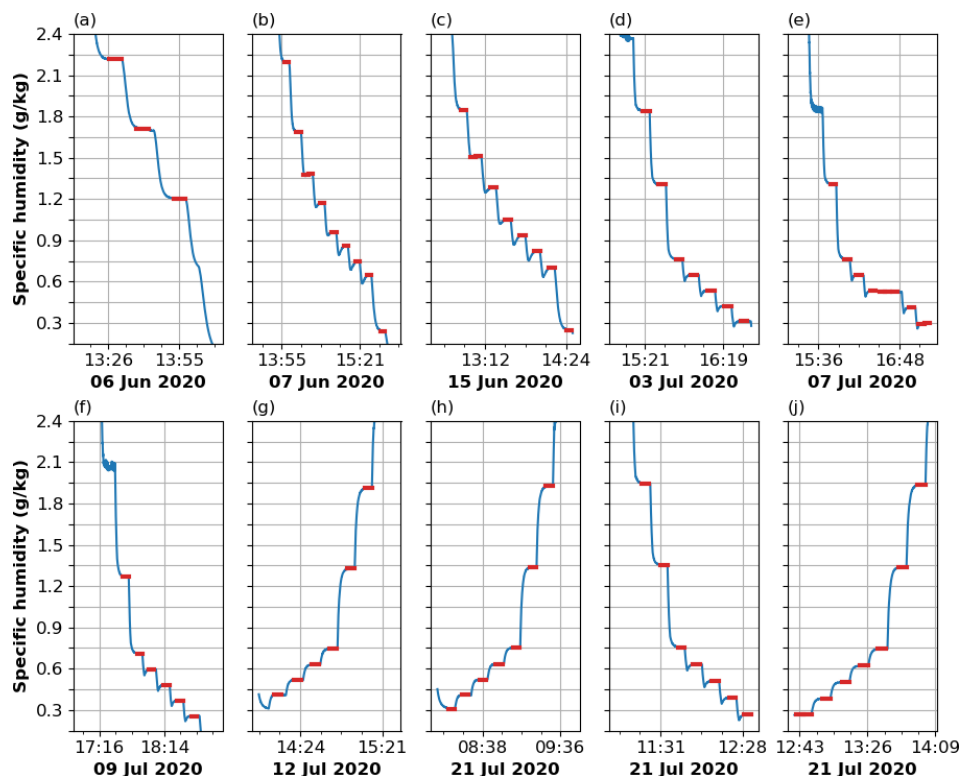 (a) (b) (c) (d) (e)
2.4
2.1
1.8
1.5
1.2
0.9
0.6
0.3
Specific humidity (g/kg)
13:26 13:55 13:55 15:21 13:12 14:24 15:21 16:19 15:36 16:48
06 Jun 2020 07 Jun 2020 15 Jun 2020 03 Jul 2020 07 Jul 2020
(f) (g) (h) (i) (j)
2.4
2.1
1.8
1.5
1.2
0.9
0.6
0.3
Specific humidity (g/kg)
17:16 18:14 14:24 15:21 08:38 09:36 11:31 12:28 12:43 13:26 14:09
09 Jul 2020 12 Jul 2020 21 Jul 2020 21 Jul 2020 21 Jul 2020